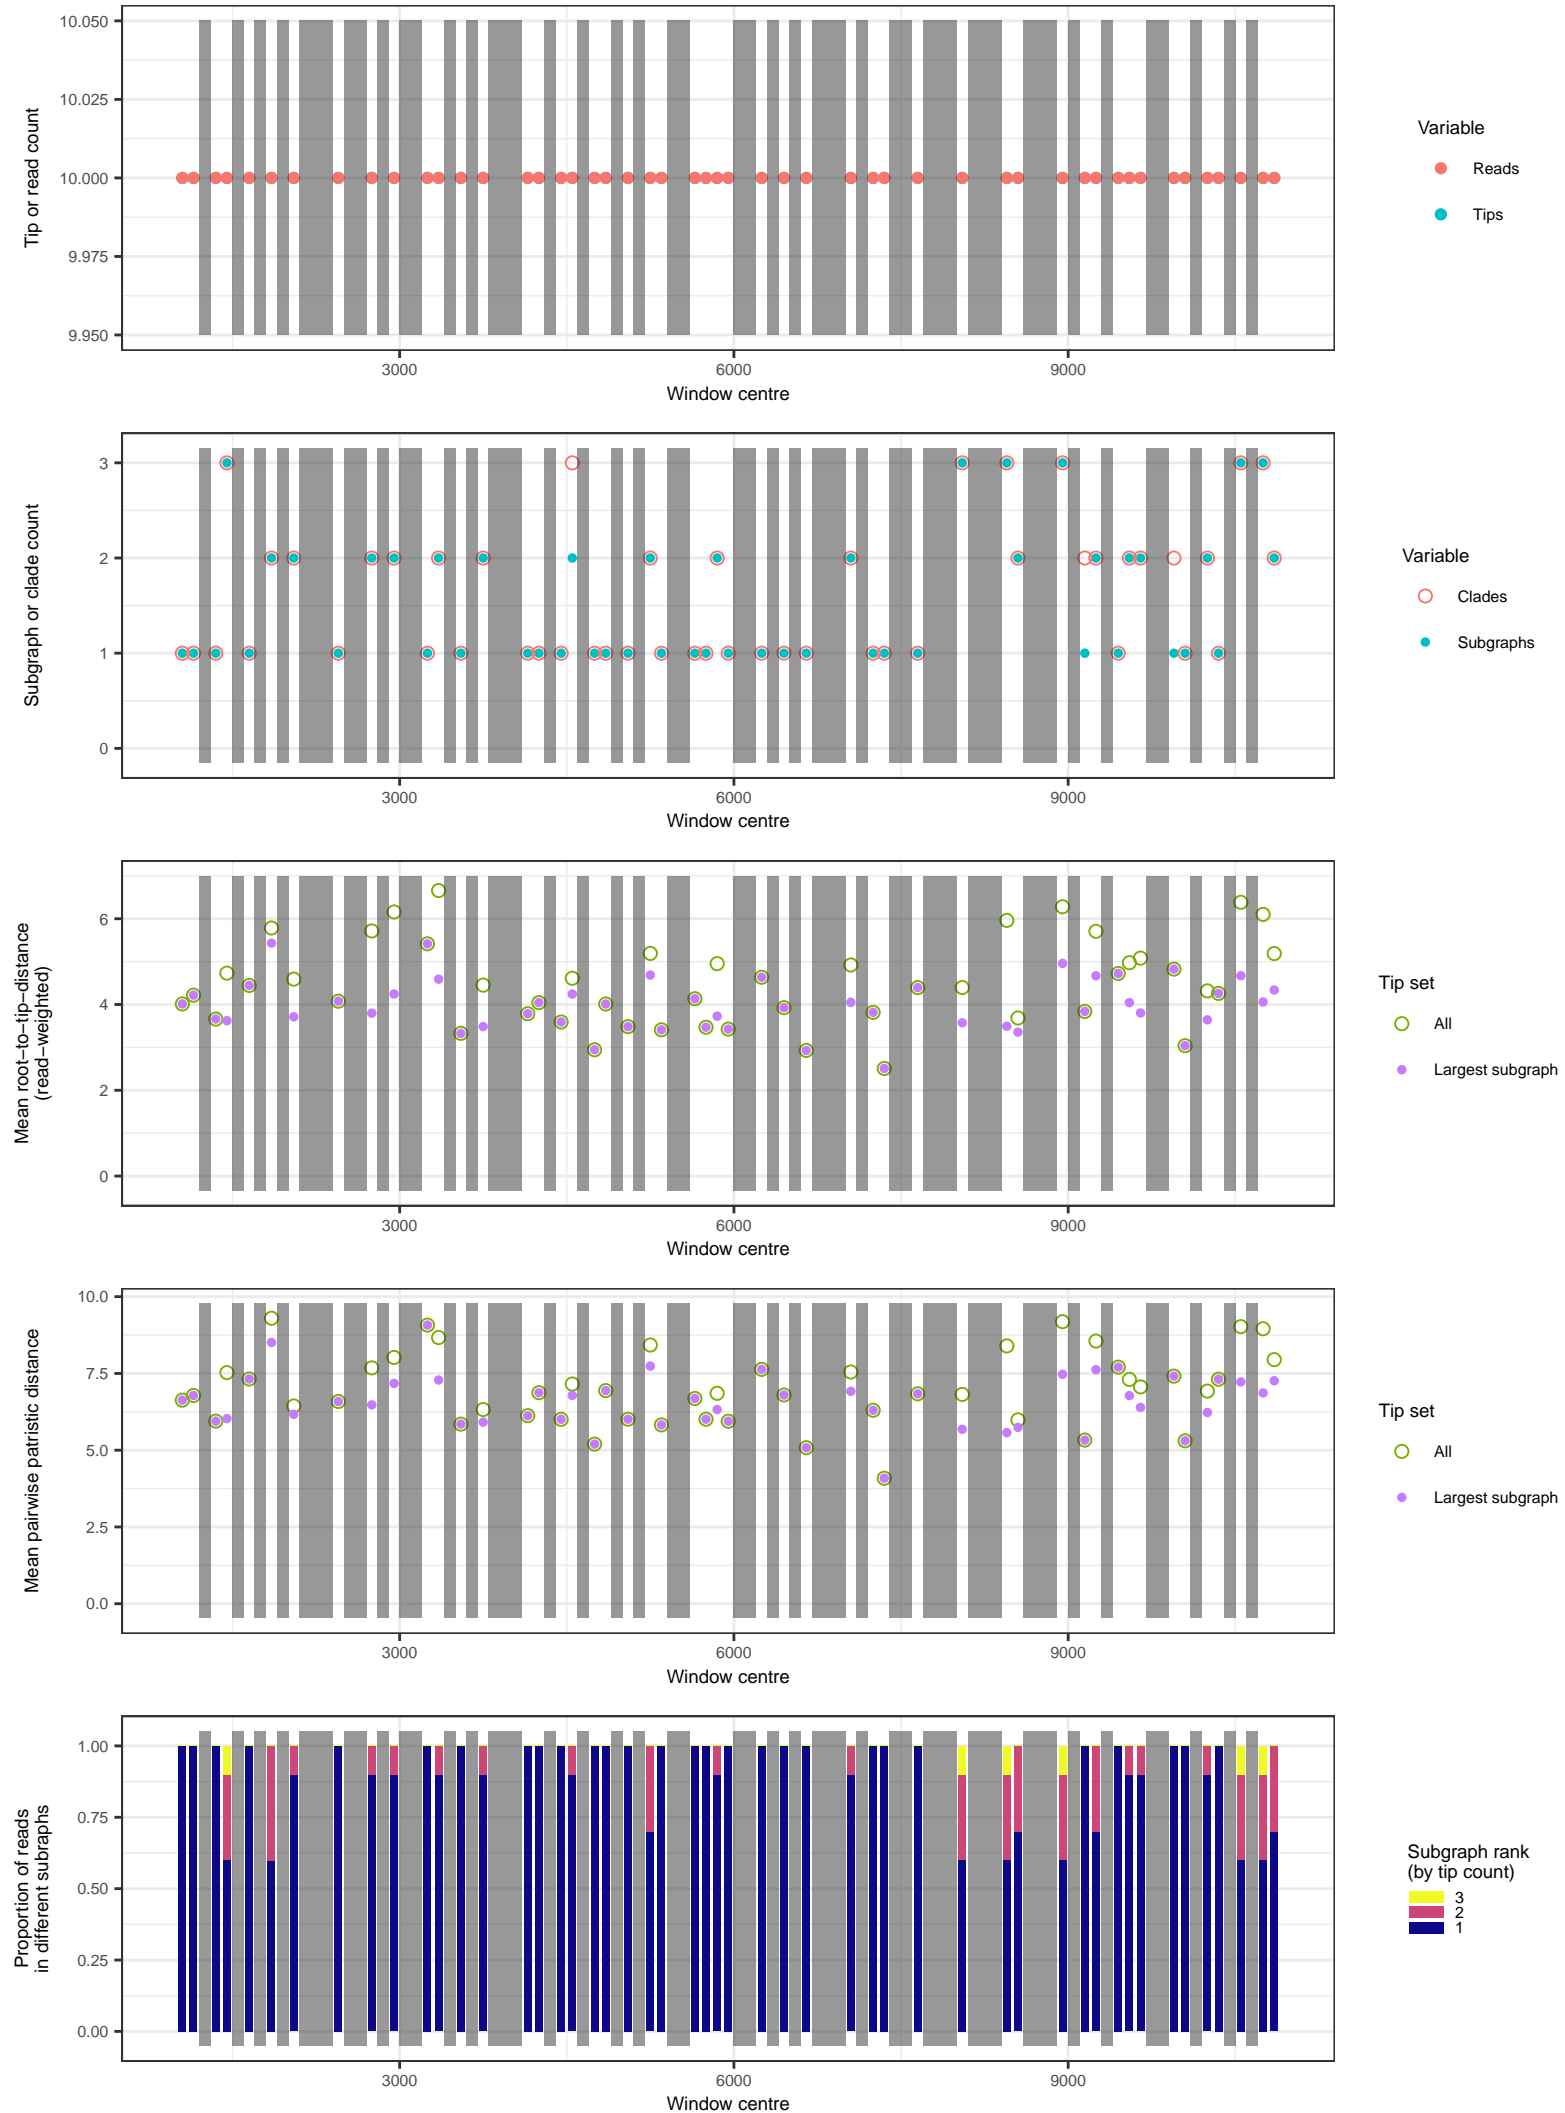 10.050
10.025
10.000
9.975
9.950
Tip or read count
3000 6000 9000
Window centre
Variable
Reads
Tips
3
2
1
0
Subgraph or clade count
3000 6000 9000
Window centre
Variable
Clades
Subgraphs
6
4
2
0
Mean root−to−tip−distance
(read−weighted)
3000 6000 9000
Window centre
Tip set
All
Largest subgraph
10.0
7.5
5.0
2.5
0.0
Mean pairwise patristic distance
3000 6000 9000
Window centre
Tip set
All
Largest subgraph
1.00
0.75
0.50
0.25
0.00
Proportion of reads
in different subraphs
3000 6000 9000
Window centre
Subgraph rank
(by tip count)
3
2
1